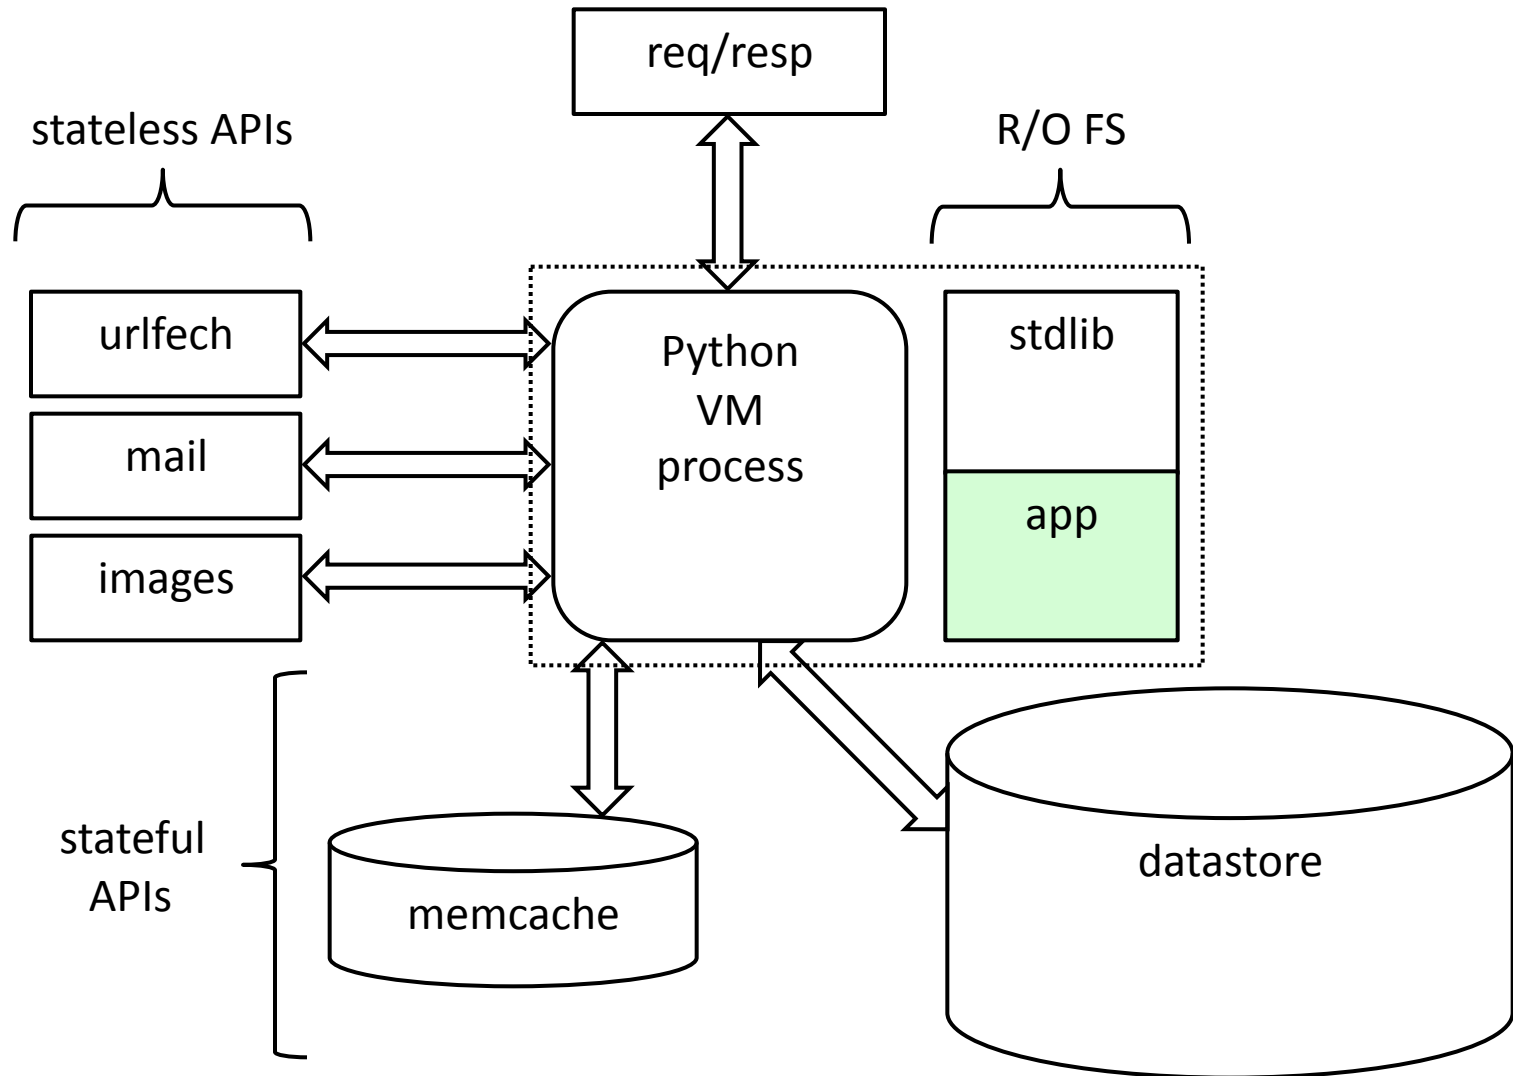 req/resp
stateless APIs
R/O FS
urlfech
mail
images
Python
VM
process
stdlib
app
stateful
APIs
memcache
datastore